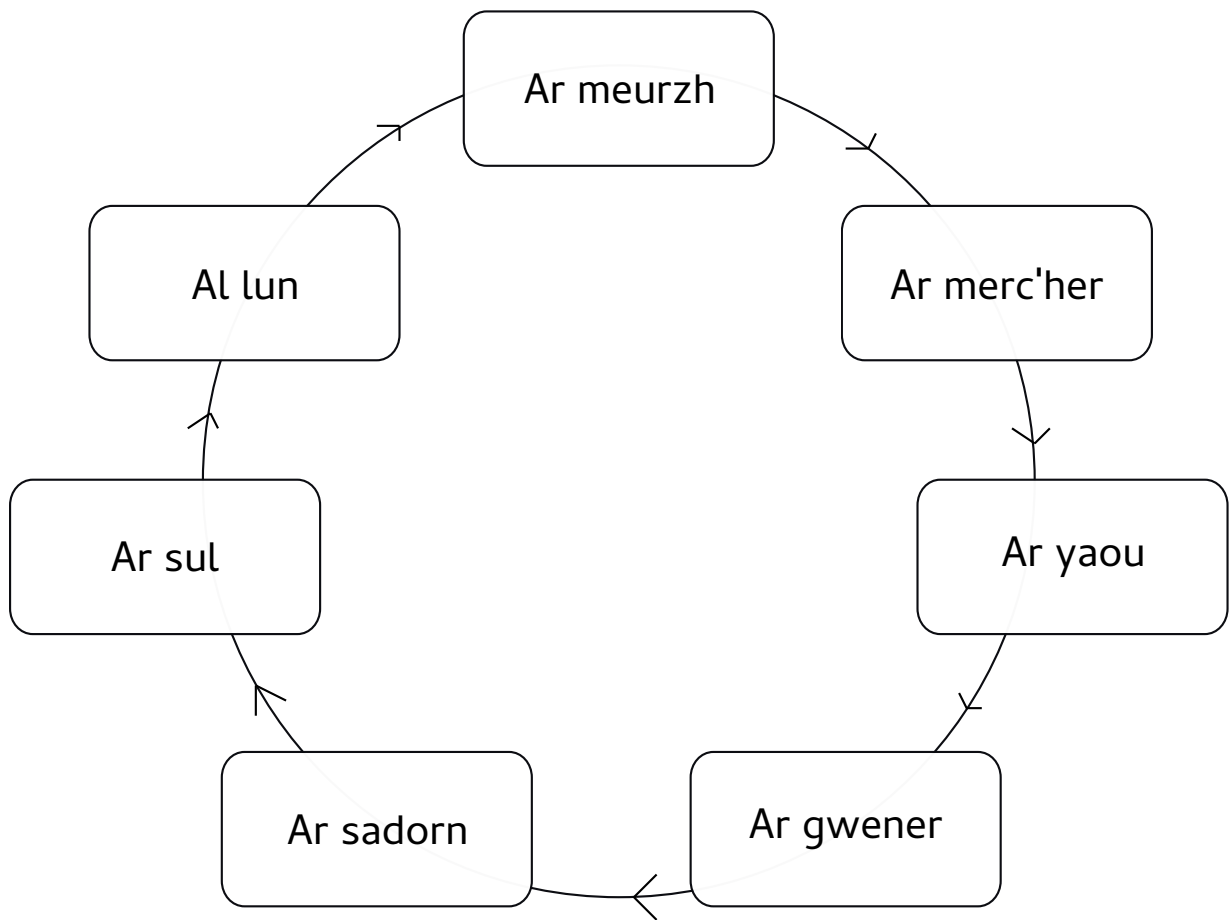 Ar meurzh
Al lun
Ar merc'her
Ar sul
Ar yaou
Ar sadorn
Ar gwener